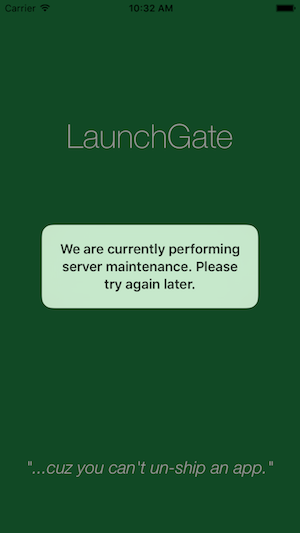 Carrier 10:32 AM
LaunchGate
We are currently performing
server maintenance. Please
try again later.
"...cuz you can't un-ship an app."